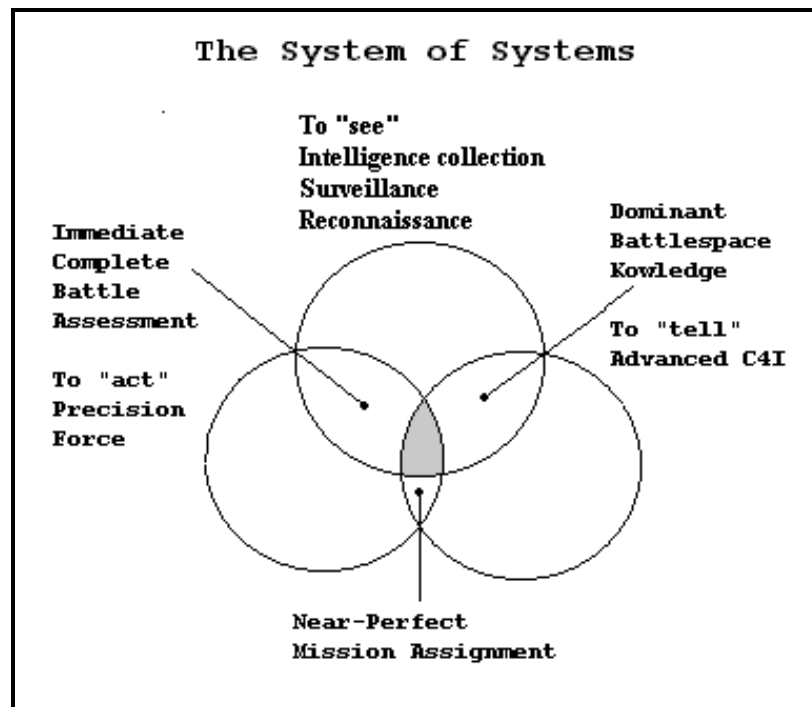 The System of Systems
To "see"
Intelligence collection
Surveillance
Reconnaissance
Immediate
Complete
Battle
Assessment
Dominant
Battlespace
Kowledge
To "act"
Precision
Force
To "tell"
Advanced C4I
Near-Perfect
Mission Assignment